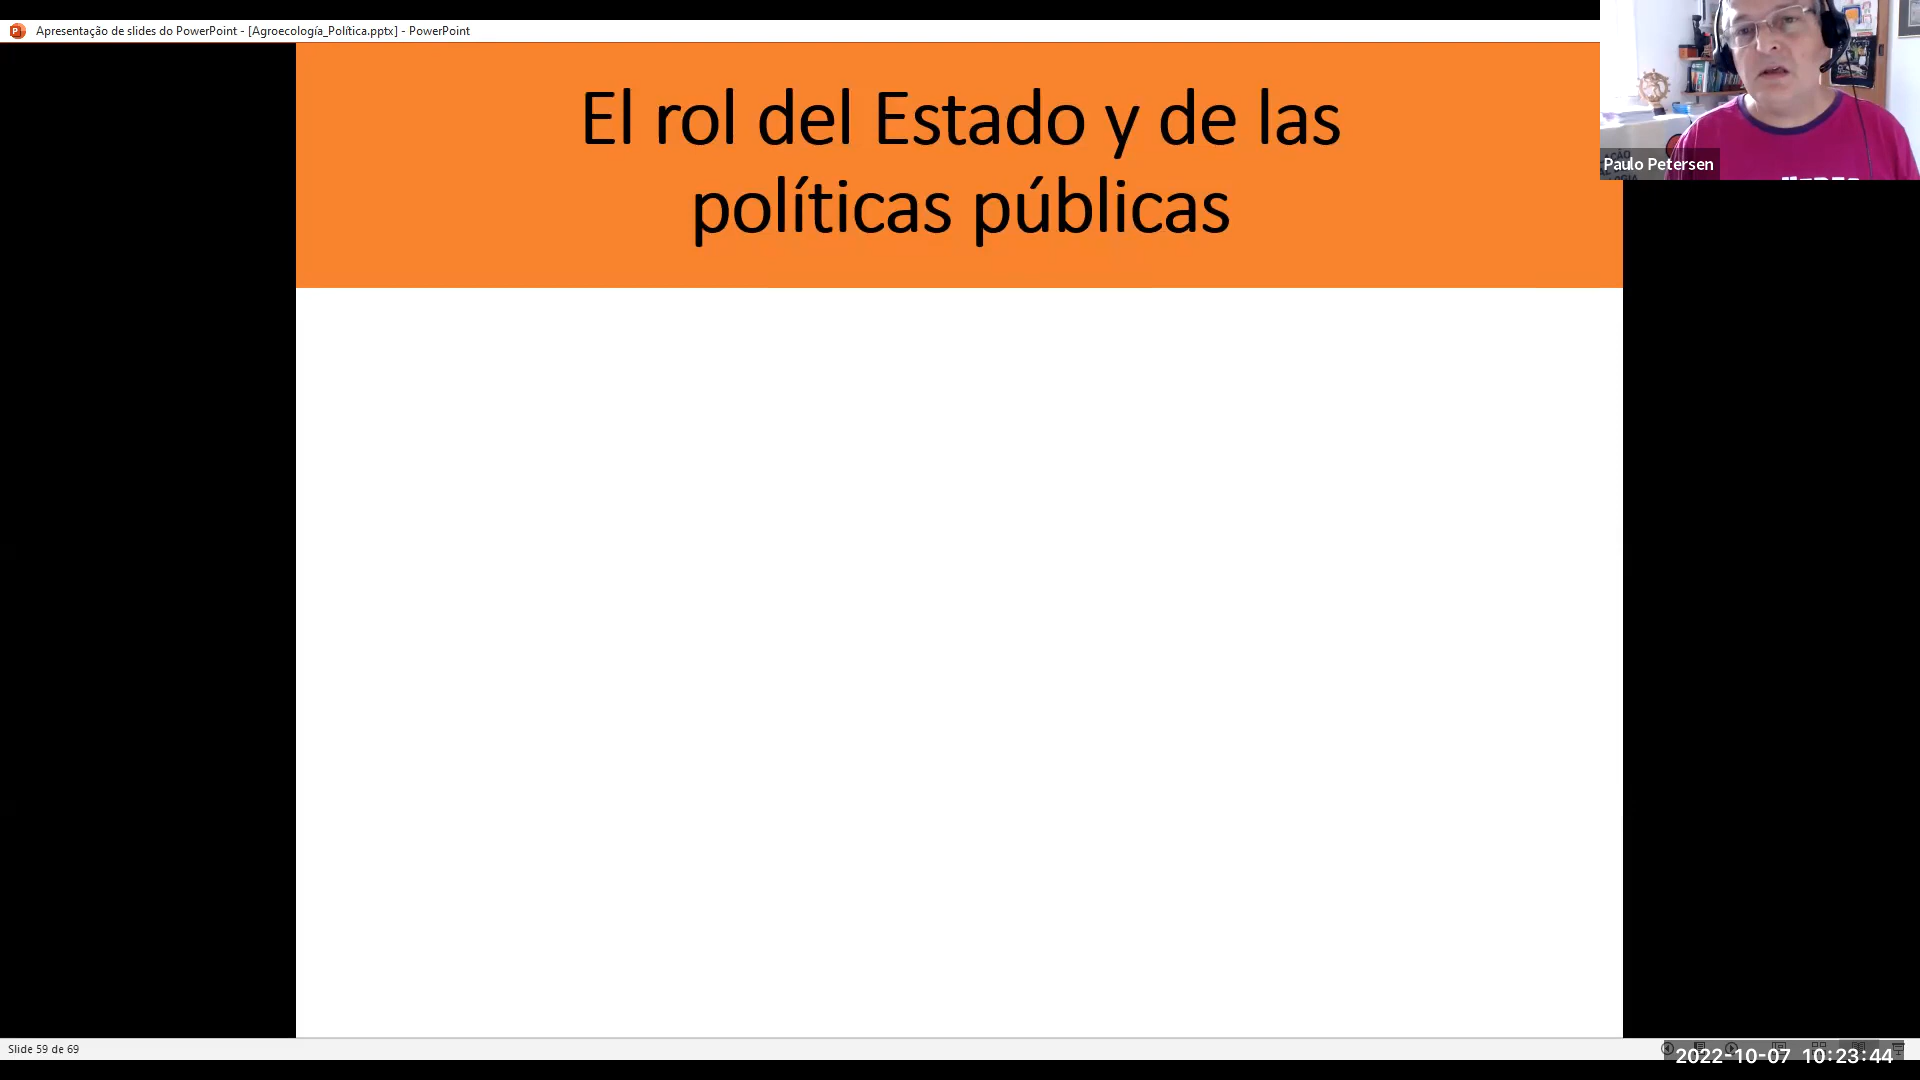 Apresentação de slides do PowerPoint - [Agroecología_Política.pptx] - PowerPoint
El rol del Estado y de las
políticas públicas
Paulo Petersen
Slide 59 de 69
2022-10-07 10:23:44